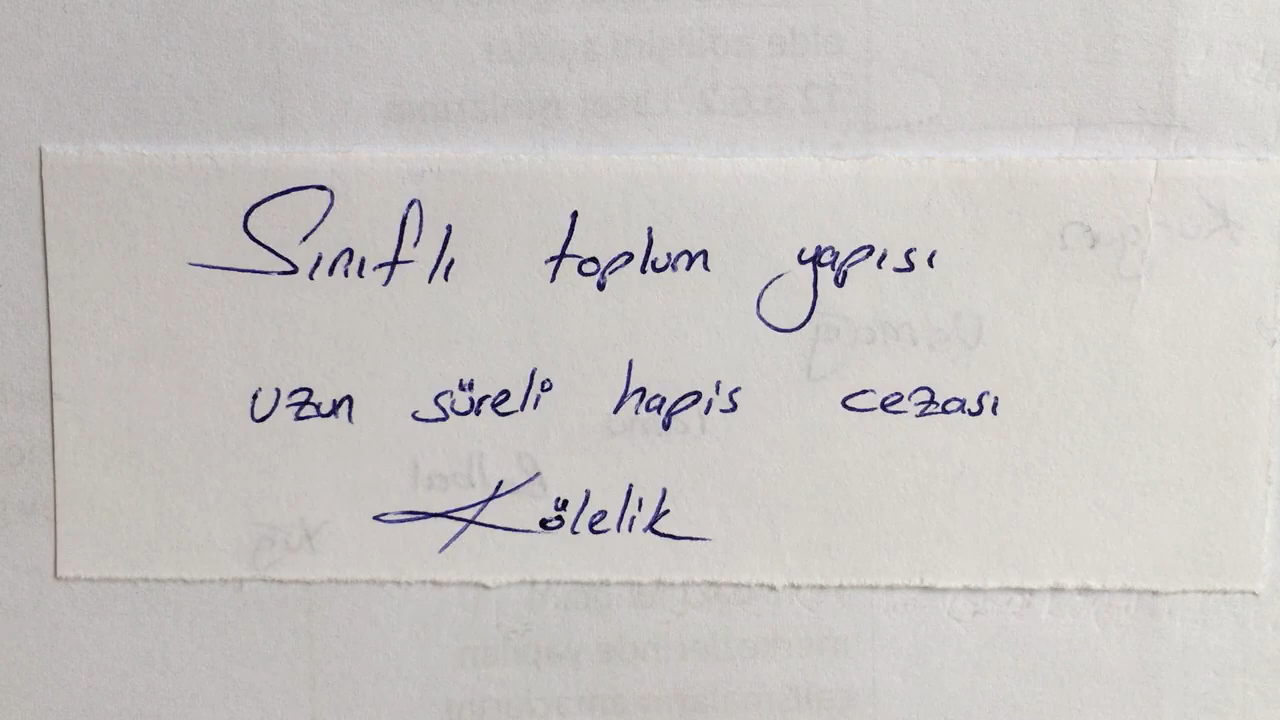 Sınıflı toplum yapısı
uzun süreli hapis cezası
Kölelik